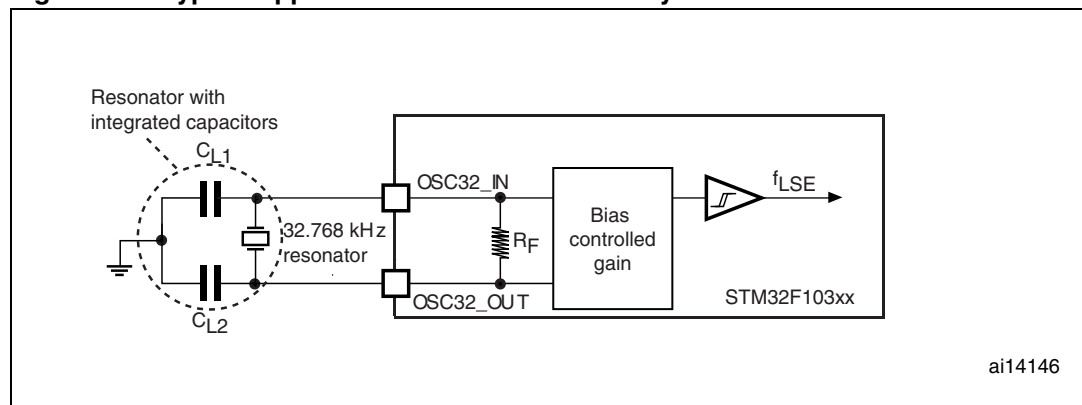 Resonator with
integrated capacitors
CL1
OSC32_IN
fLSE
32.768 kHz
resonator
RF
Bias
controlled
gain
OSC32_OUT
STM32F103xx
CL2
ai14146